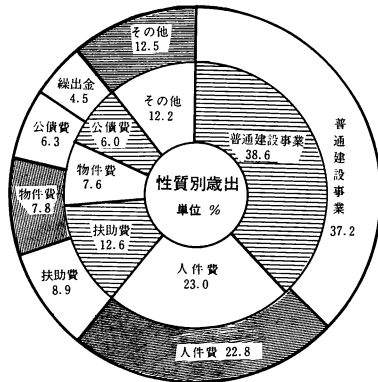 性質別歳出
単位 %
普通建設事業
37.2
人件費 22.8
扶助費
8.9
物件費
7.8
公債費
6.3
繰出金
4.5
その他
12.5
普通建設事業
38.6
人件費
23.0
扶助費
12.6
物件費
7.6
公債費
6.0
その他
12.2